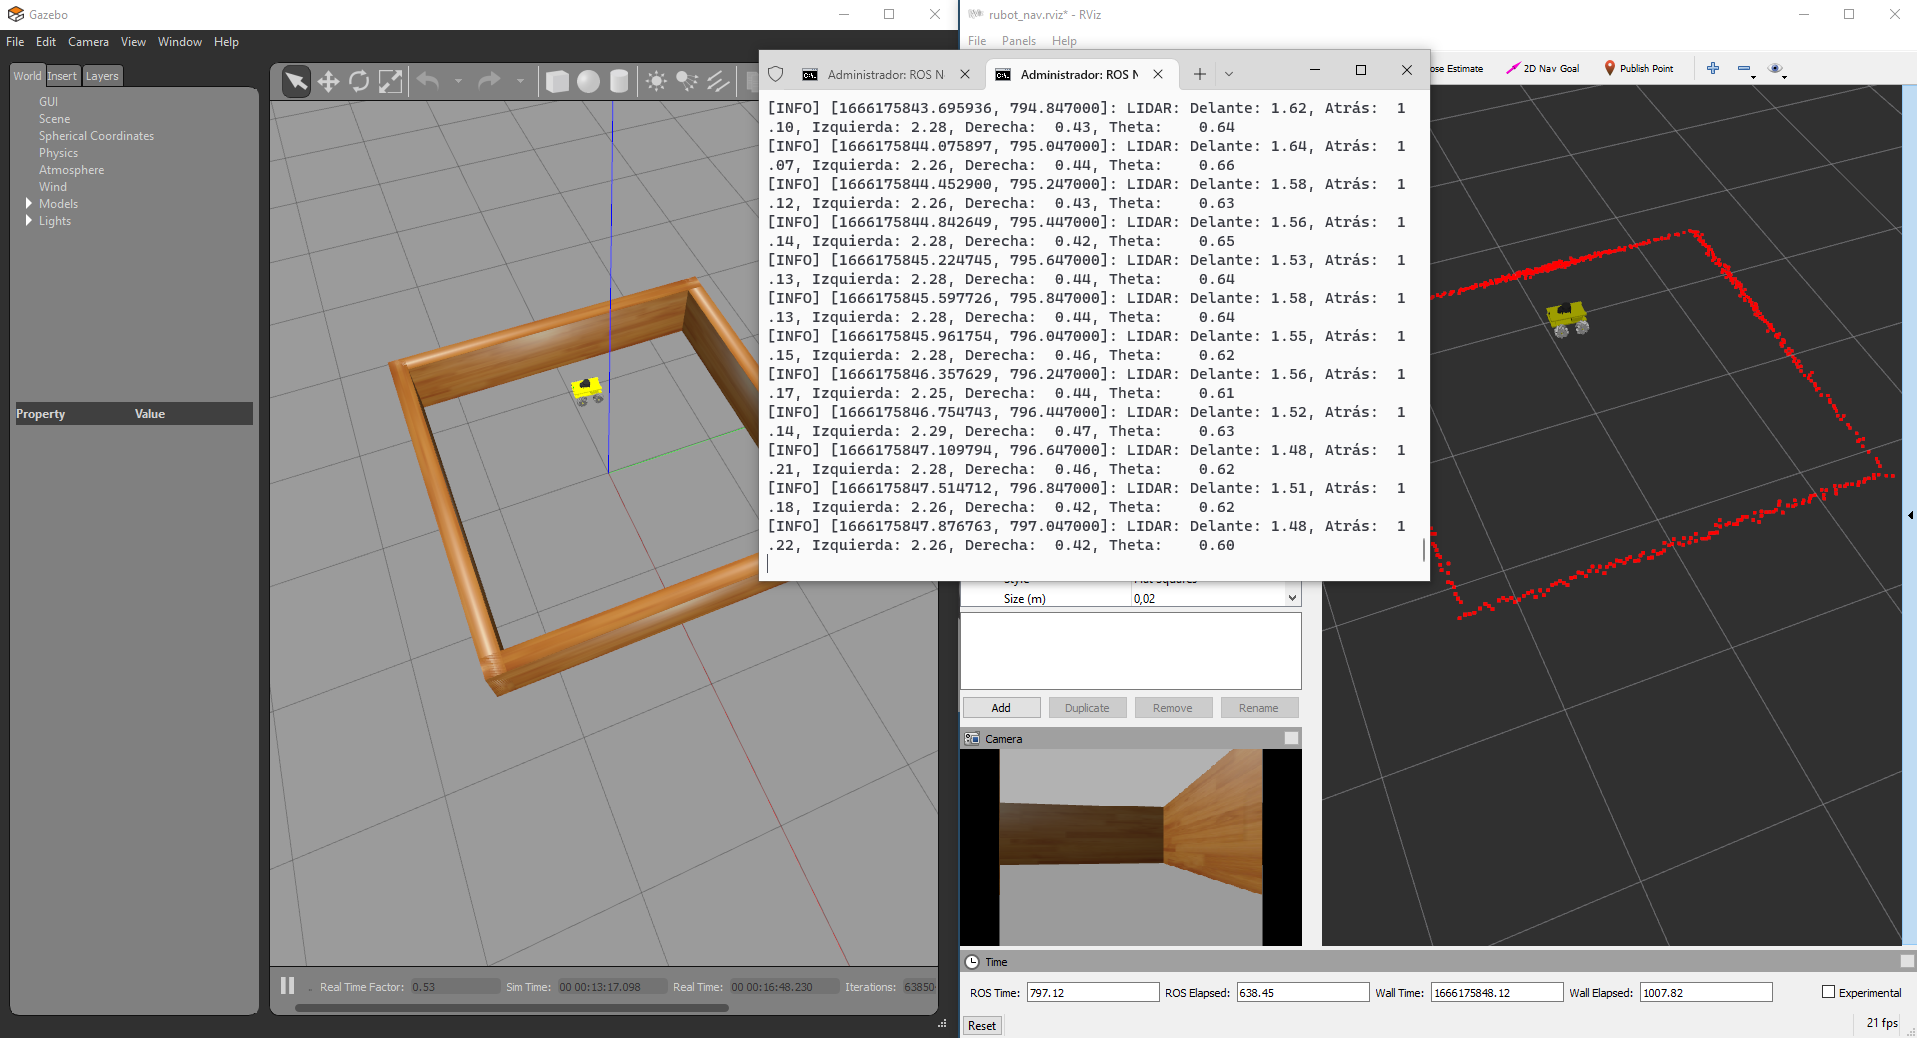 Gazebo
File Edit Camera View Window Help
World Insert Layers
GUI
Scene
Spherical Coordinates
Physics
Atmosphere
Wind
Models
Lights
Property Value
Real Time Factor: 0.53 Sim Time: 00 00:13:17.098 Real Time: 00 00:16:48.230 Iterations: 63850
Administrador: ROS N Administrador: ROS N
[INFO] [1666175843.695936, 794.847000]: LIDAR: Delante: 1.62, Atrás: 1
.10, Izquierda: 2.28, Derecha: 0.43, Theta: 0.64
[INFO] [1666175844.075897, 795.047000]: LIDAR: Delante: 1.64, Atrás: 1
.07, Izquierda: 2.26, Derecha: 0.44, Theta: 0.66
[INFO] [1666175844.452900, 795.247000]: LIDAR: Delante: 1.58, Atrás: 1
.12, Izquierda: 2.26, Derecha: 0.43, Theta: 0.63
[INFO] [1666175844.842649, 795.447000]: LIDAR: Delante: 1.56, Atrás: 1
.14, Izquierda: 2.28, Derecha: 0.42, Theta: 0.65
[INFO] [1666175845.224745, 795.647000]: LIDAR: Delante: 1.53, Atrás: 1
.13, Izquierda: 2.28, Derecha: 0.44, Theta: 0.64
[INFO] [1666175845.597726, 795.847000]: LIDAR: Delante: 1.58, Atrás: 1
.13, Izquierda: 2.28, Derecha: 0.44, Theta: 0.64
[INFO] [1666175845.961754, 796.047000]: LIDAR: Delante: 1.55, Atrás: 1
.15, Izquierda: 2.28, Derecha: 0.46, Theta: 0.62
[INFO] [1666175846.357629, 796.247000]: LIDAR: Delante: 1.56, Atrás: 1
.17, Izquierda: 2.25, Derecha: 0.44, Theta: 0.61
[INFO] [1666175846.754743, 796.447000]: LIDAR: Delante: 1.52, Atrás: 1
.14, Izquierda: 2.29, Derecha: 0.47, Theta: 0.63
[INFO] [1666175847.109794, 796.647000]: LIDAR: Delante: 1.48, Atrás: 1
.21, Izquierda: 2.28, Derecha: 0.46, Theta: 0.62
[INFO] [1666175847.514712, 796.847000]: LIDAR: Delante: 1.51, Atrás: 1
.18, Izquierda: 2.26, Derecha: 0.42, Theta: 0.62
[INFO] [1666175847.876763, 797.047000]: LIDAR: Delante: 1.48, Atrás: 1
.22, Izquierda: 2.26, Derecha: 0.42, Theta: 0.60
rubot_nav.rviz* - RViz
File Panels Help
ose Estimate 2D Nav Goal Publish Point
Size (m) 0,02
Add Duplicate Remove Rename
Camera
Time
ROS Time: 797.12 ROS Elapsed: 638.45 Wall Time: 1666175848.12 Wall Elapsed: 1007.82 Experimental
Reset 21 fps